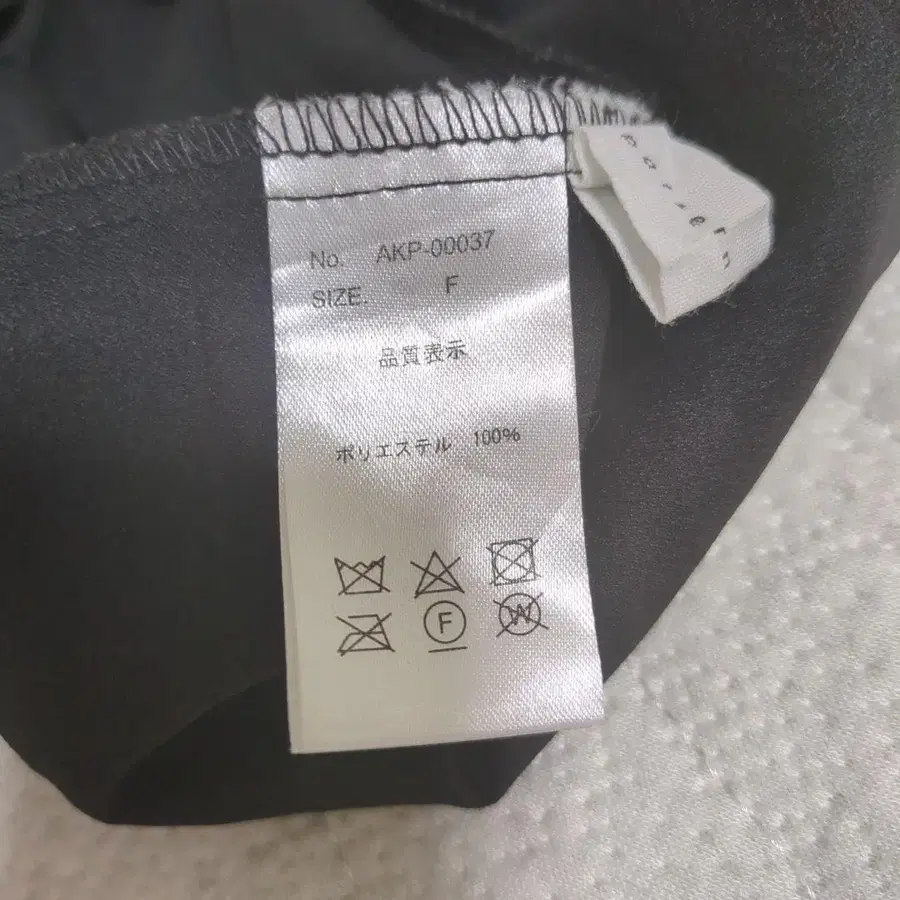 No. AKP-00037
SIZE. F
品質表示
ポリエステル 100%
F
W